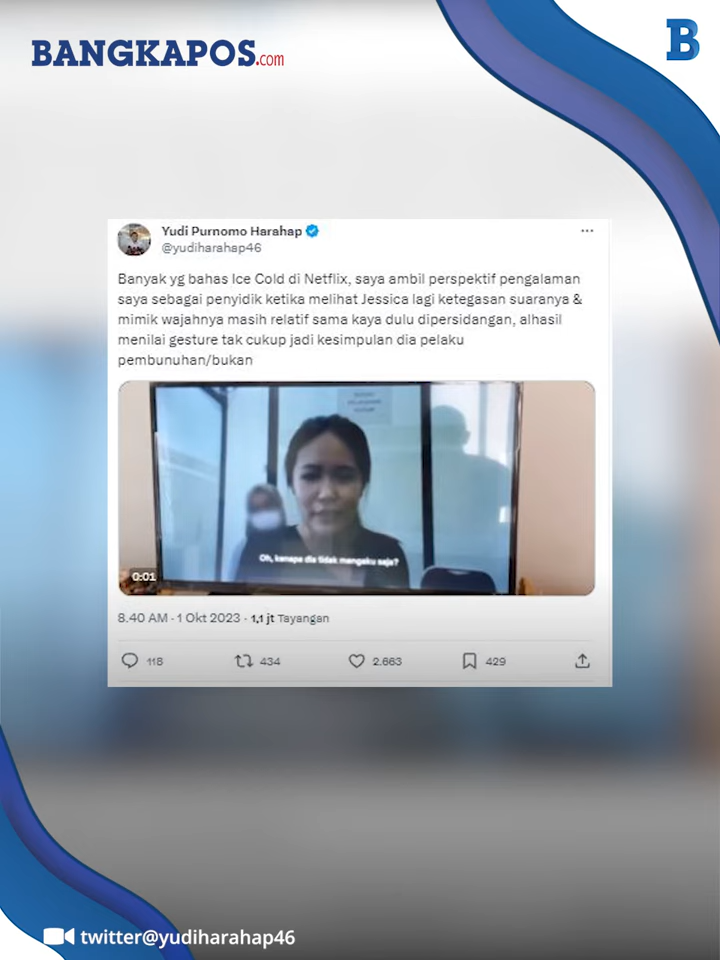 BANGKAPOS.com
B
Yudi Purnomo Harahap
@yudiharahap46
Banyak yg bahas Ice Cold di Netflix, saya ambil perspektif pengalaman
saya sebagai penyidik ketika melihat Jessica lagi ketegasan suaranya &
mimik wajahnya masih relatif sama kaya dulu dipersidangan, alhasil
menilai gesture tak cukup jadi kesimpulan dia pelaku
pembunuhan/bukan
Oh, kenapa dia tidak mengaku saja?
0:01
8.40 AM · 1 Okt 2023 · 1,1 jt Tayangan
118 434 2.663 429
twitter@yudiharahap46